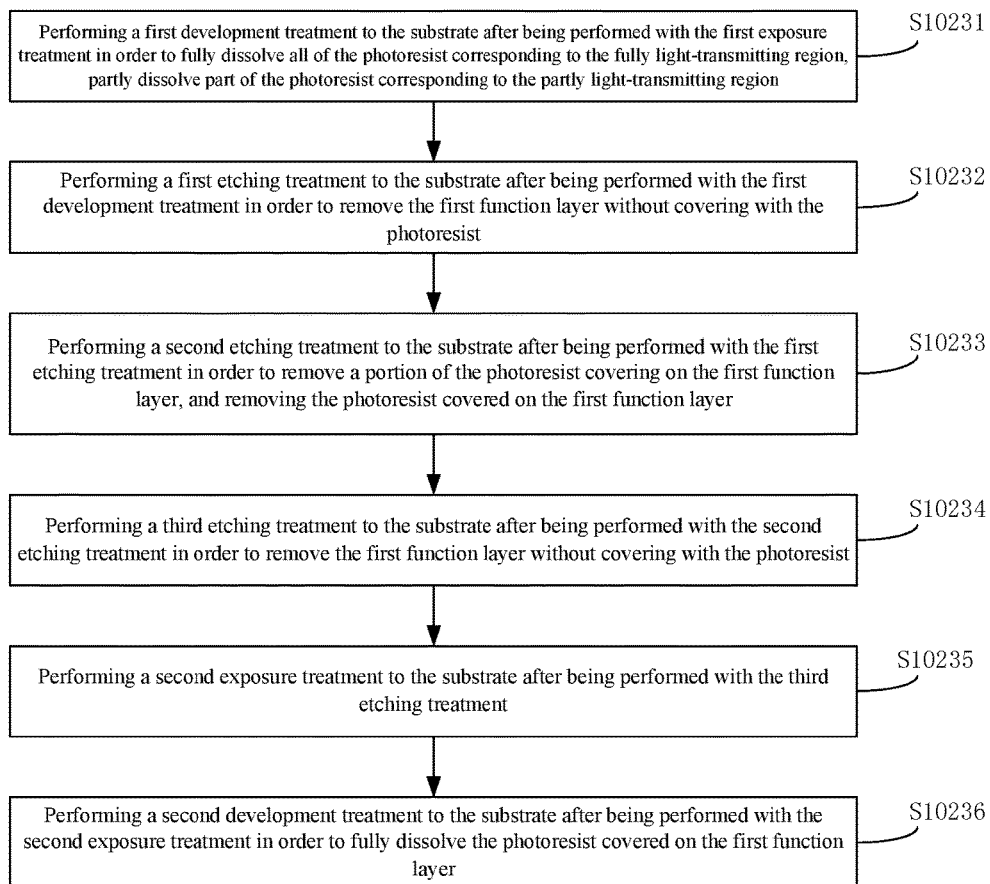 Performing a first development treatment to the substrate after being performed with the first exposure
treatment in order to fully dissolve all of the photoresist corresponding to the fully light-transmitting region,
partly dissolve part of the photoresist corresponding to the partly light-transmitting region
S10231
Performing a first etching treatment to the substrate after being performed with the first
development treatment in order to remove the first function layer without covering with the
photoresist
S10232
Performing a second etching treatment to the substrate after being performed with the first
etching treatment in order to remove a portion of the photoresist covering on the first function
layer, and removing the photoresist covered on the first function layer
S10233
Performing a third etching treatment to the substrate after being performed with the second
etching treatment in order to remove the first function layer without covering with the photoresist
S10234
Performing a second exposure treatment to the substrate after being performed with the third
etching treatment
S10235
Performing a second development treatment to the substrate after being performed with the
second exposure treatment in order to fully dissolve the photoresist covered on the first function
layer
S10236